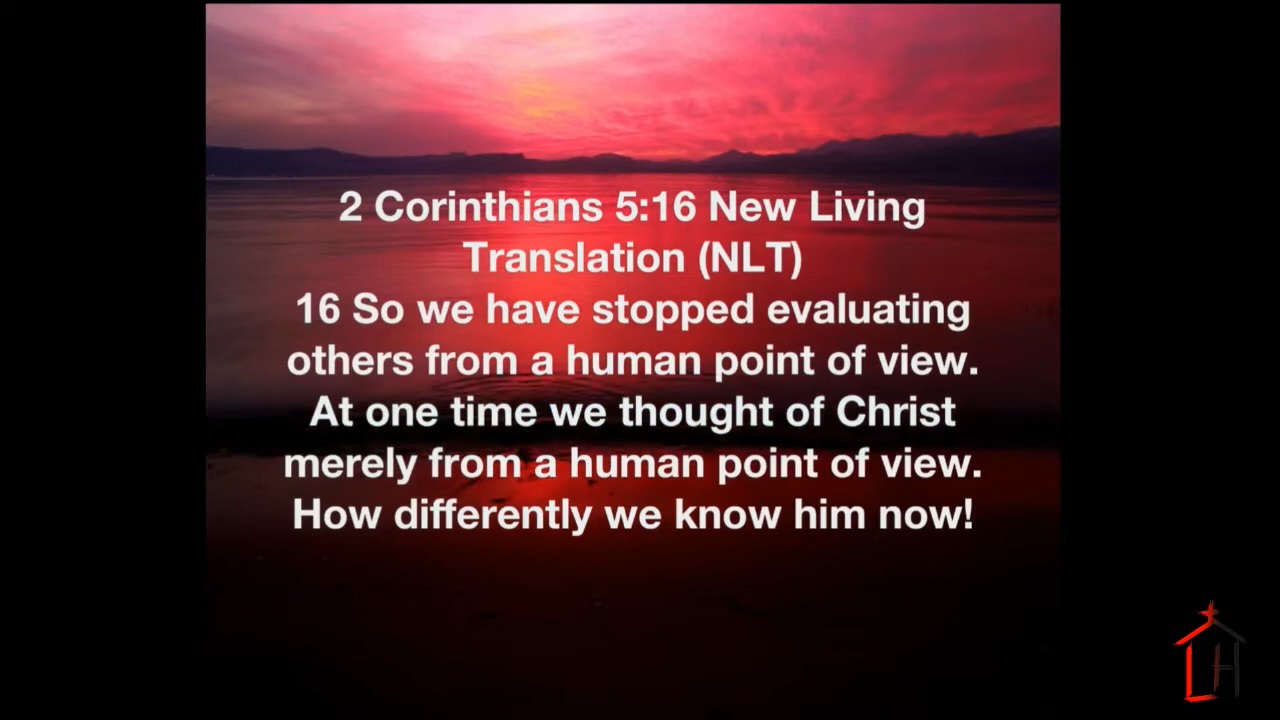 2 Corinthians 5:16 New Living
Translation (NLT)
16 So we have stopped evaluating
others from a human point of view.
At one time we thought of Christ
merely from a human point of view.
How differently we know him now!